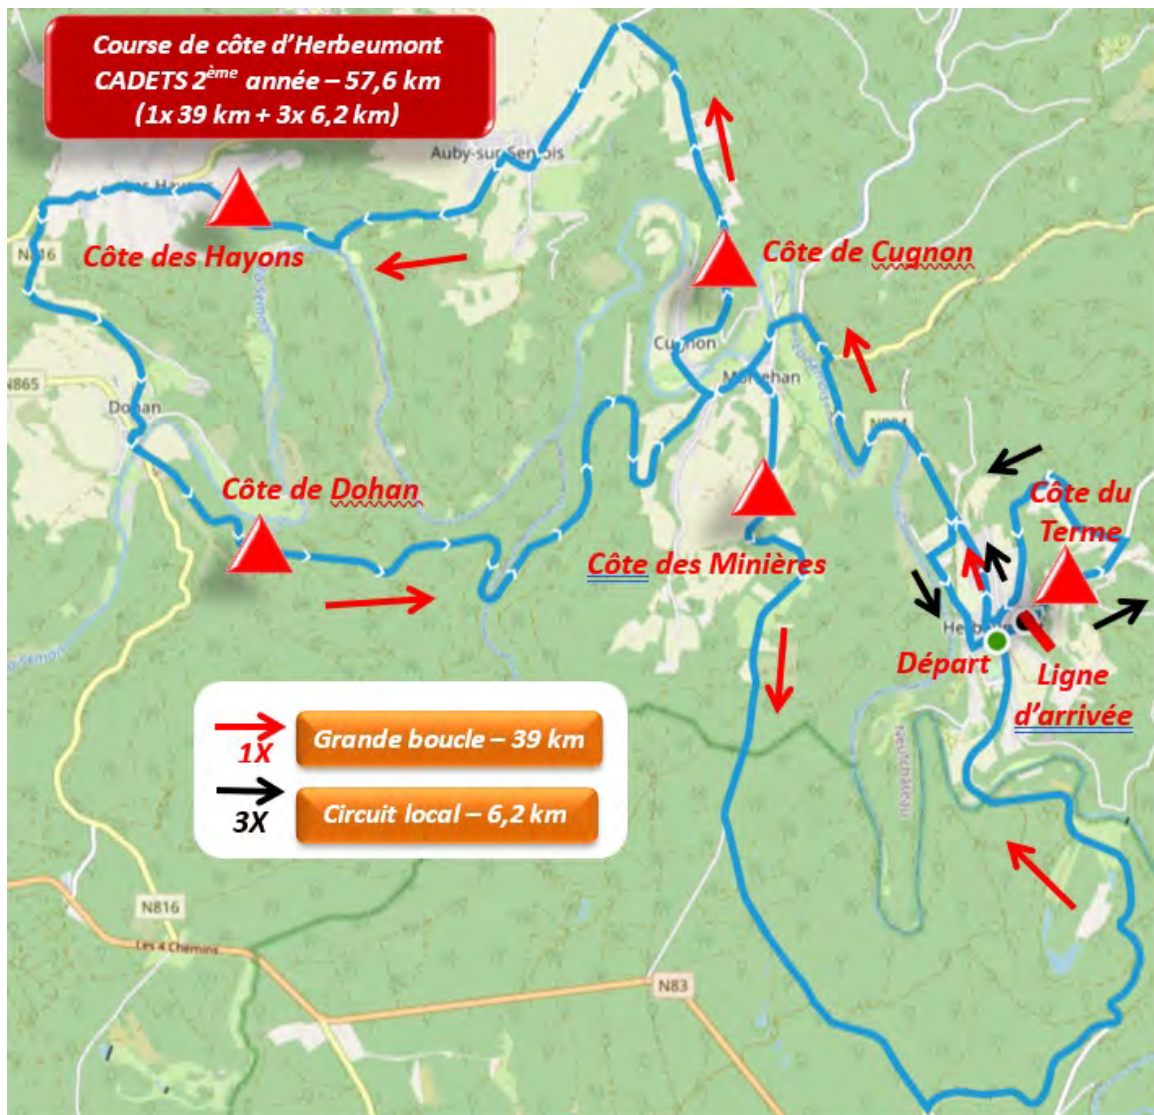 Course de côte d'Herbeumont
CADETS 2ème année – 57,6 km
(1x 39 km + 3x 6,2 km)
Auby-sur-Semois
N816
Côte des Hayons
Côte de Cugnon
Cugnon
Mortehan
N865
Dohan
Côte de Dohan
Côte du
Terme
Côte des Minières
Départ
Ligne
d'arrivée
1X
Grande boucle – 39 km
3X
Circuit local – 6,2 km
Neufchâteau
N816
Les 4 Chemins
N83